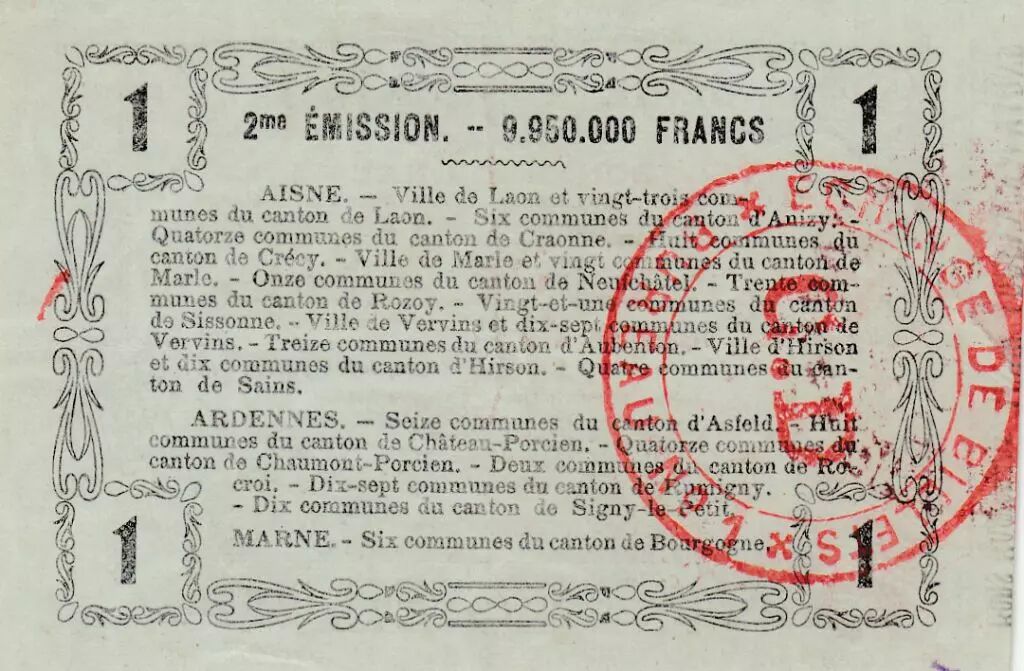 1 1
2me ÉMISSION. -- 9.950.000 FRANCS
AISNE. — Ville de Laon et vingt-trois com-
munes du canton de Laon. - Six communes du canton d'Anizy. -
Quatorze communes du canton de Craonne. - Huit communes du
canton de Crécy. - Ville de Marle et vingt communes du canton de
Marle. - Onze communes du canton de Neufchâtel. - Trente com-
munes du canton de Rozoy. - Vingt-et-une communes du canton
de Sissonne. - Ville de Vervins et dix-sept communes du canton de
Vervins. - Treize communes du canton d'Aubenton. - Ville d'Hirson
et dix communes du canton d'Hirson. - Quatre communes du can-
ton de Sains.
ARDENNES. — Seize communes du canton d'Asfeld. - Huit
communes du canton de Château-Porcien. - Quatorze communes du
canton de Chaumont-Porcien. - Deux communes du canton de Ro-
croi. - Dix-sept communes du canton de Rumigny.
- Dix communes du canton de Signy-le-Petit.
MARNE. - Six communes du canton de Bourgogne.
1 1
DE BILLETS